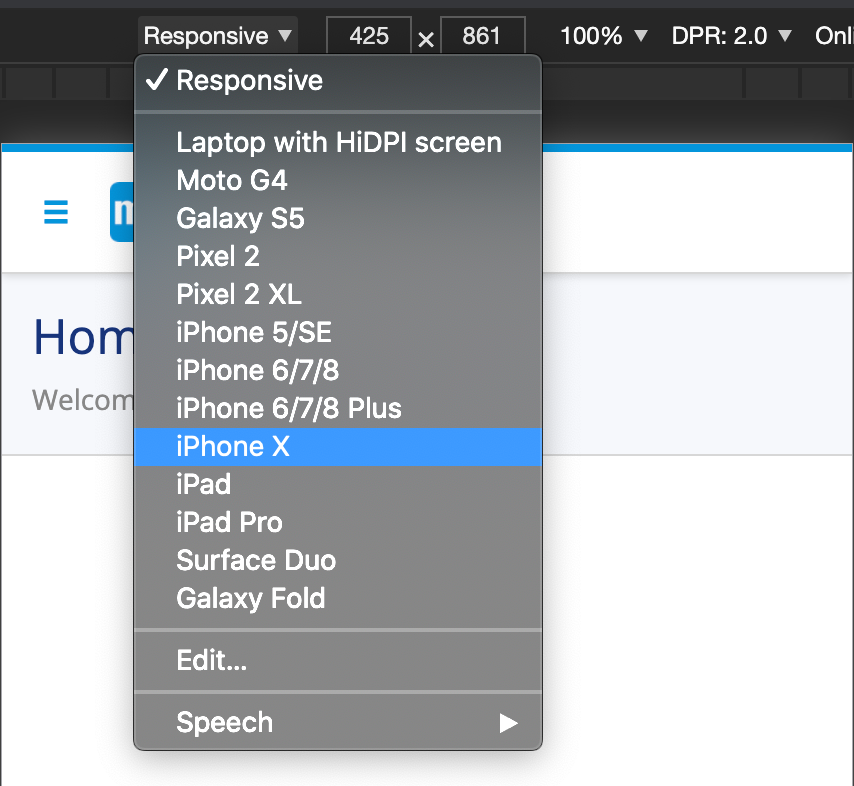 Responsive ▼ 425 × 861 100% ▼ DPR: 2.0 ▼
✓ Responsive
Laptop with HiDPI screen
Moto G4
Galaxy S5
Pixel 2
Pixel 2 XL
iPhone 5/SE
iPhone 6/7/8
iPhone 6/7/8 Plus
iPhone X
iPad
iPad Pro
Surface Duo
Galaxy Fold
Edit...
Speech ▶
m
Hom
Welcom